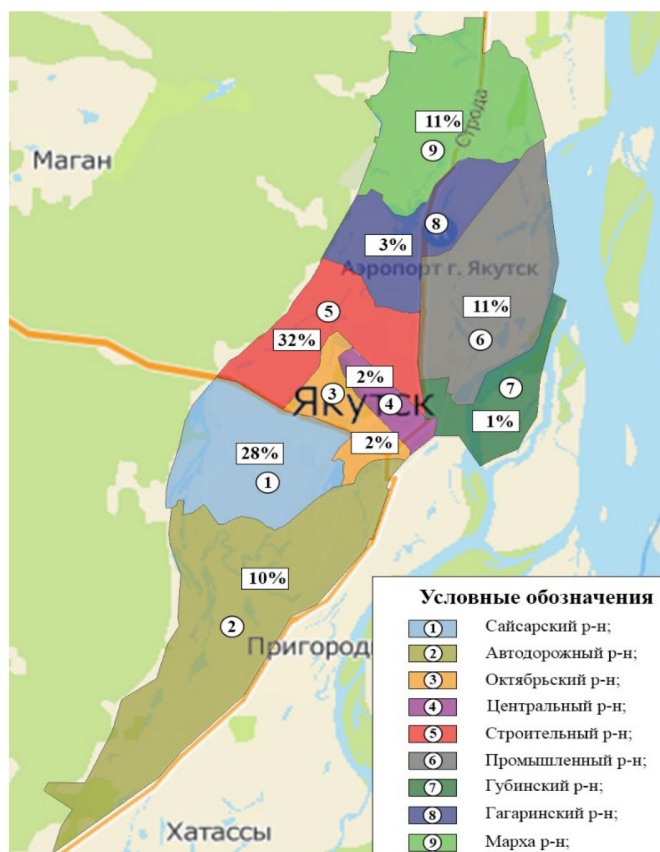 11%
Строда
Маган
9
8
3%
Аэропорт г. Якутск
5
11%
32%
6
2%
7
3
ЯКУТСК
4
1%
2%
28%
1
10%
2
Пригородн
Хатассы
Условные обозначения
1 Сайсарский р-н;
2 Автодорожный р-н;
3 Октябрьский р-н;
4 Центральный р-н;
5 Строительный р-н;
6 Промышленный р-н;
7 Губинский р-н;
8 Гагаринский р-н;
9 Марха р-н;